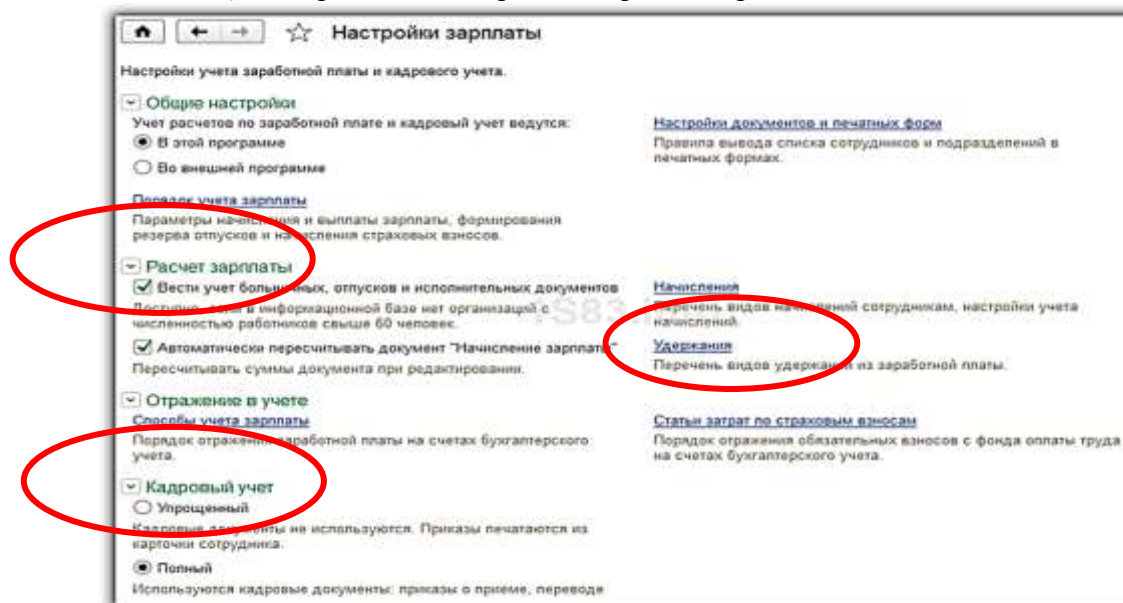 Настройки зарплаты
Настройки учета заработной платы и кадрового учета.
Общие настройки
Учет расчетов по заработной плате и кадровый учет ведутся:
В этой программе
Во внешней программе
Настройки документов и печатных форм
Правила вывода списка сотрудников и подразделений в
печатных формах.
Порядок учета зарплаты
Параметры начисления и выплаты зарплаты, формирования
резерва отпусков и начисления страховых взносов.
Расчет зарплаты
Вести учет больничных, отпусков и исполнительных документов
Доступно, если в информационной базе нет организаций с
численностью работников свыше 60 человек.
Автоматически пересчитывать документ "Начисление зарплаты"
Пересчитывать суммы документа при редактировании.
Начисления
Перечень видов начислений сотрудникам, настройки учета
начислений.
Удержания
Перечень видов удержаний из заработной платы.
Отражение в учете
Способы учета зарплаты
Порядок отражения заработной платы на счетах бухгалтерского
учета.
Статьи затрат по страховым взносам
Порядок отражения обязательных взносов с фонда оплаты труда
на счетах бухгалтерского учета.
Кадровый учет
Упрощенный
Кадровые документы не используются. Приказы печатаются из
карточки сотрудника.
Полный
Используются кадровые документы: приказы о приеме, переводе